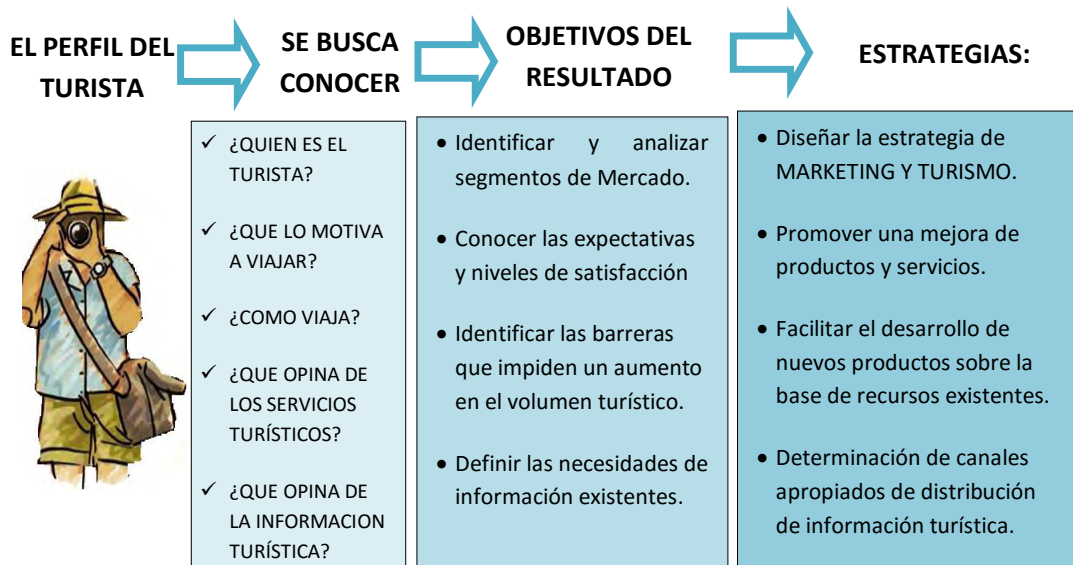 EL PERFIL DEL
TURISTA
SE BUSCA
CONOCER
OBJETIVOS DEL
RESULTADO
ESTRATEGIAS:
✓ ¿QUIEN ES EL
TURISTA?
✓ ¿QUE LO MOTIVA
A VIAJAR?
✓ ¿COMO VIAJA?
✓ ¿QUE OPINA DE
LOS SERVICIOS
TURÍSTICOS?
✓ ¿QUE OPINA DE
LA INFORMACION
TURÍSTICA?
• Identificar y analizar
segmentos de Mercado.
• Conocer las expectativas
y niveles de satisfacción
• Identificar las barreras
que impiden un aumento
en el volumen turístico.
• Definir las necesidades de
información existentes.
• Diseñar la estrategia de
MARKETING Y TURISMO.
• Promover una mejora de
productos y servicios.
• Facilitar el desarrollo de
nuevos productos sobre la
base de recursos existentes.
• Determinación de canales
apropiados de distribución
de información turística.